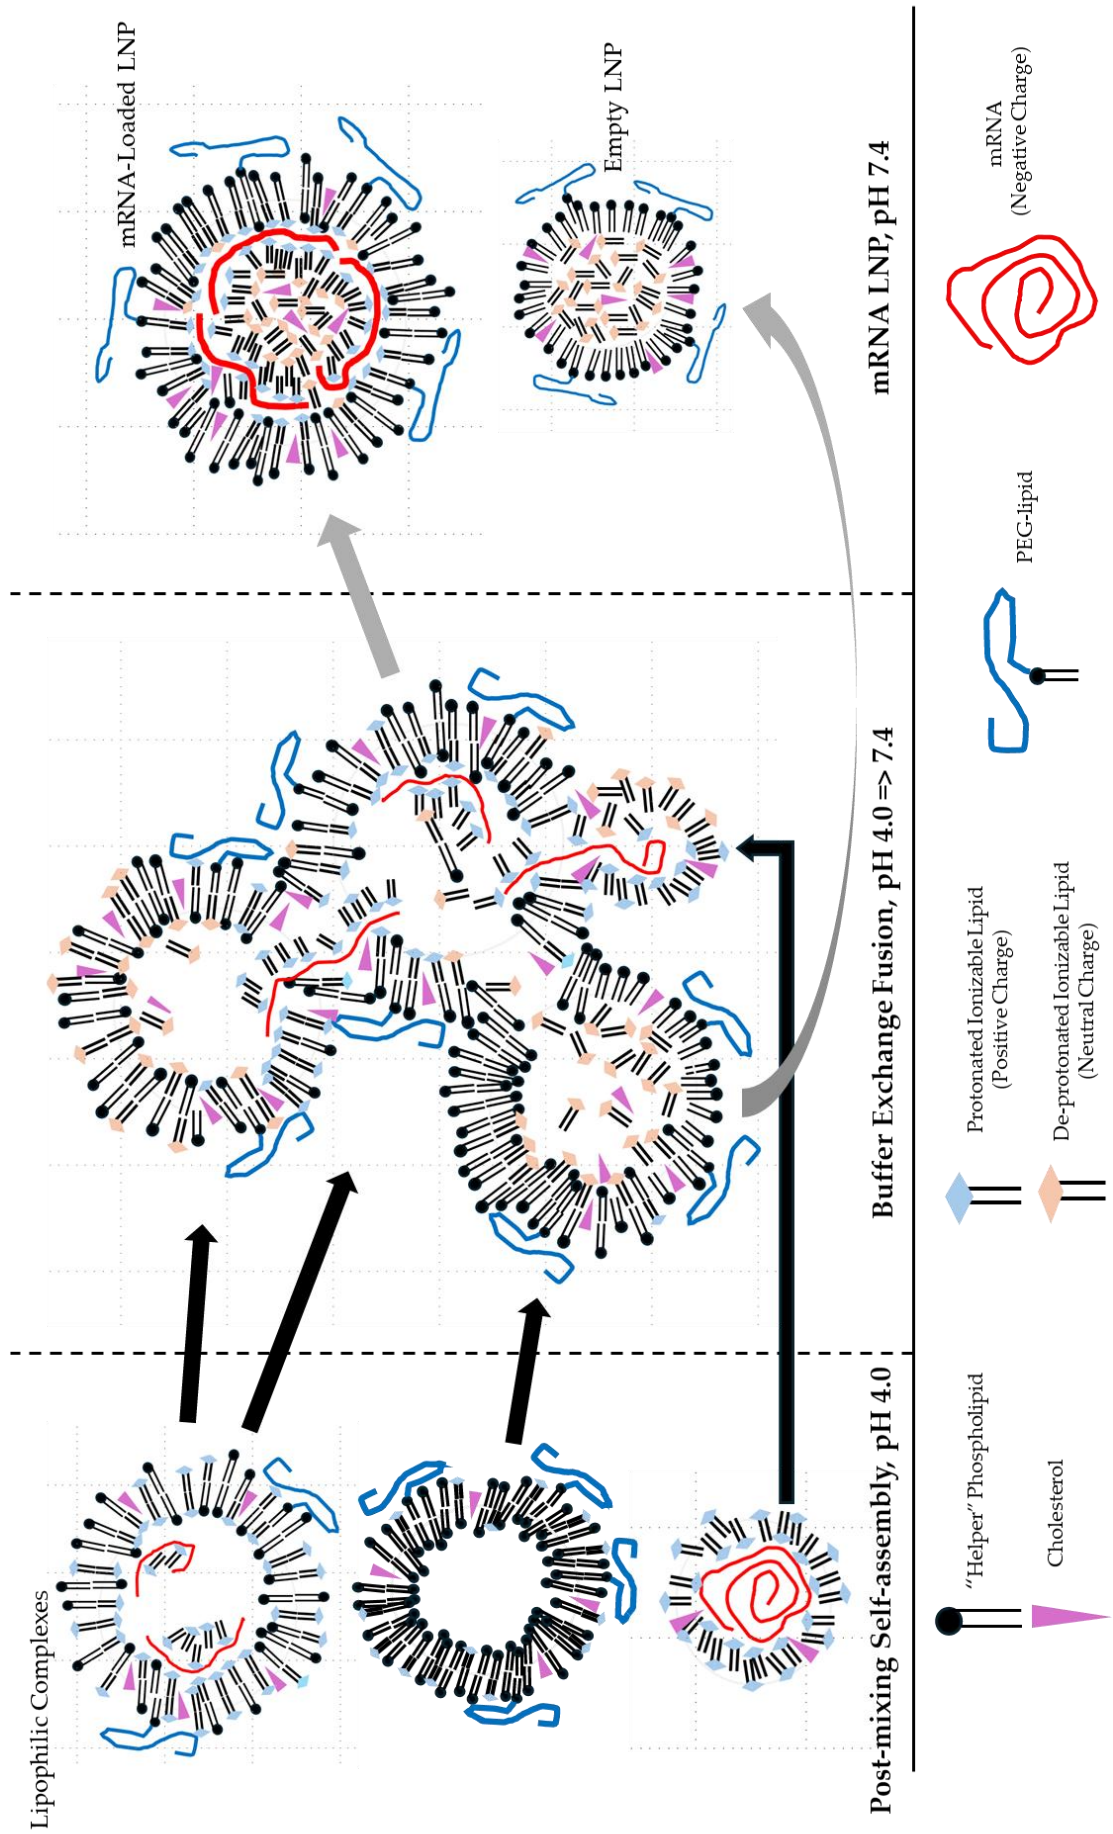 Lipophilic Complexes
mRNA-Loaded LNP
Empty LNP
Post-mixing Self-assembly, pH 4.0
Buffer Exchange Fusion, pH 4.0 => 7.4
mRNA LNP, pH 7.4
“Helper” Phospholipid
Cholesterol
Protonated Ionizable Lipid
(Positive Charge)
De-protonated Ionizable Lipid
(Neutral Charge)
PEG-lipid
mRNA
(Negative Charge)